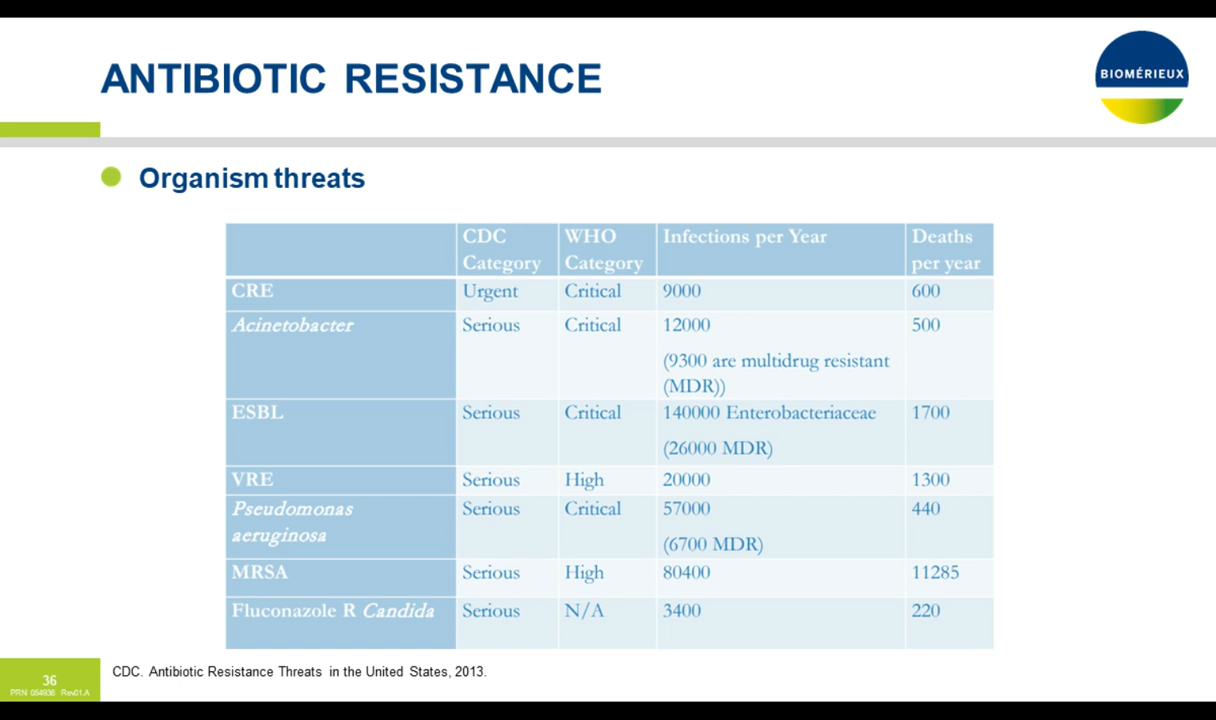 ANTIBIOTIC RESISTANCE
BIOMÉRIEUX
Organism threats
CDC Category WHO Category Infections per Year Deaths per year
CRE Urgent Critical 9000 600
Acinetobacter Serious Critical 12000 500
(9300 are multidrug resistant
(MDR))
ESBL Serious Critical 140000 Enterobacteriaceae 1700
(26000 MDR)
VRE Serious High 20000 1300
Pseudomonas aeruginosa Serious Critical 57000 440
(6700 MDR)
MRSA Serious High 80400 11285
Fluconazole R Candida Serious N/A 3400 220
CDC. Antibiotic Resistance Threats in the United States, 2013.
36
PRN 054936 Rev01.A